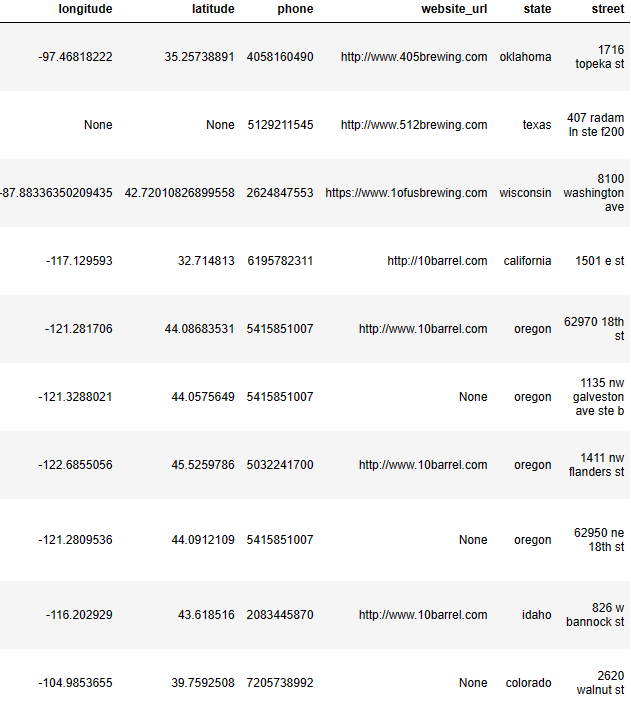 longitude latitude phone website_url state street
-97.46818222 35.25738891 4058160490 http://www.405brewing.com oklahoma 1716
topeka st
None None 5129211545 http://www.512brewing.com texas 407 radam
ln ste f200
-87.88336350209435 42.72010826899558 2624847553 https://www.1ofusbrewing.com wisconsin 8100
washington
ave
-117.129593 32.714813 6195782311 http://10barrel.com california 1501 e st
-121.281706 44.08683531 5415851007 http://www.10barrel.com oregon 62970 18th
st
-121.3288021 44.0575649 5415851007 None oregon 1135 nw
galveston
ave ste b
-122.6855056 45.5259786 5032241700 http://www.10barrel.com oregon 1411 nw
flanders st
-121.2809536 44.0912109 5415851007 None oregon 62950 ne
18th st
-116.202929 43.618516 2083445870 http://www.10barrel.com idaho 826 w
bannock st
-104.9853655 39.7592508 7205738992 None colorado 2620
walnut st